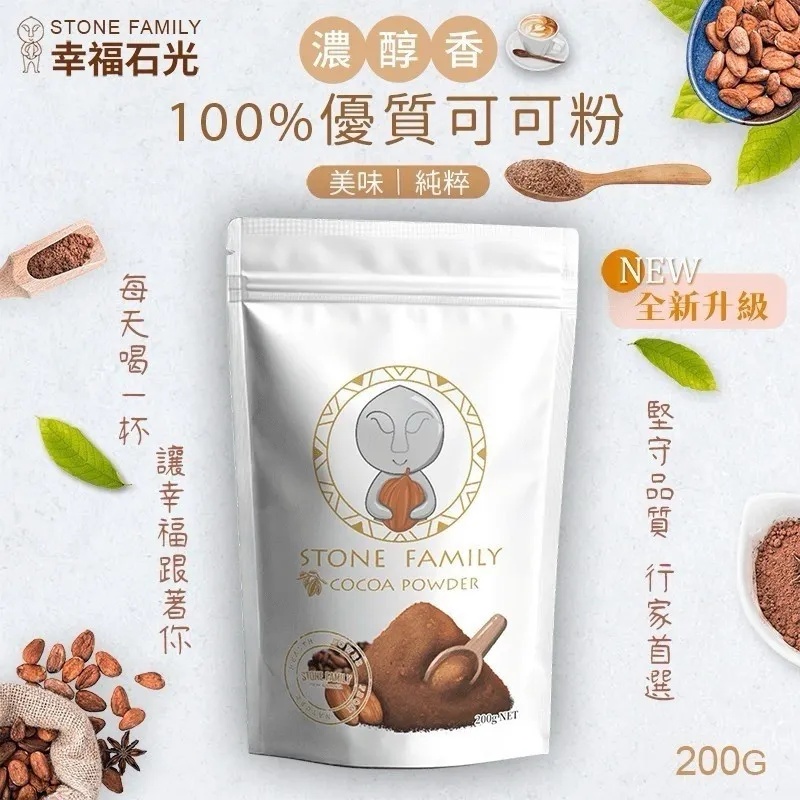 STONE FAMILY
幸福石光
濃醇香
100%優質可可粉
美味｜純粹
NEW
全新升級
每天喝一杯
讓幸福跟著你
堅守品質 行家首選
STONE FAMILY
COCOA POWDER
STONE FAMILY
200g NET
200G